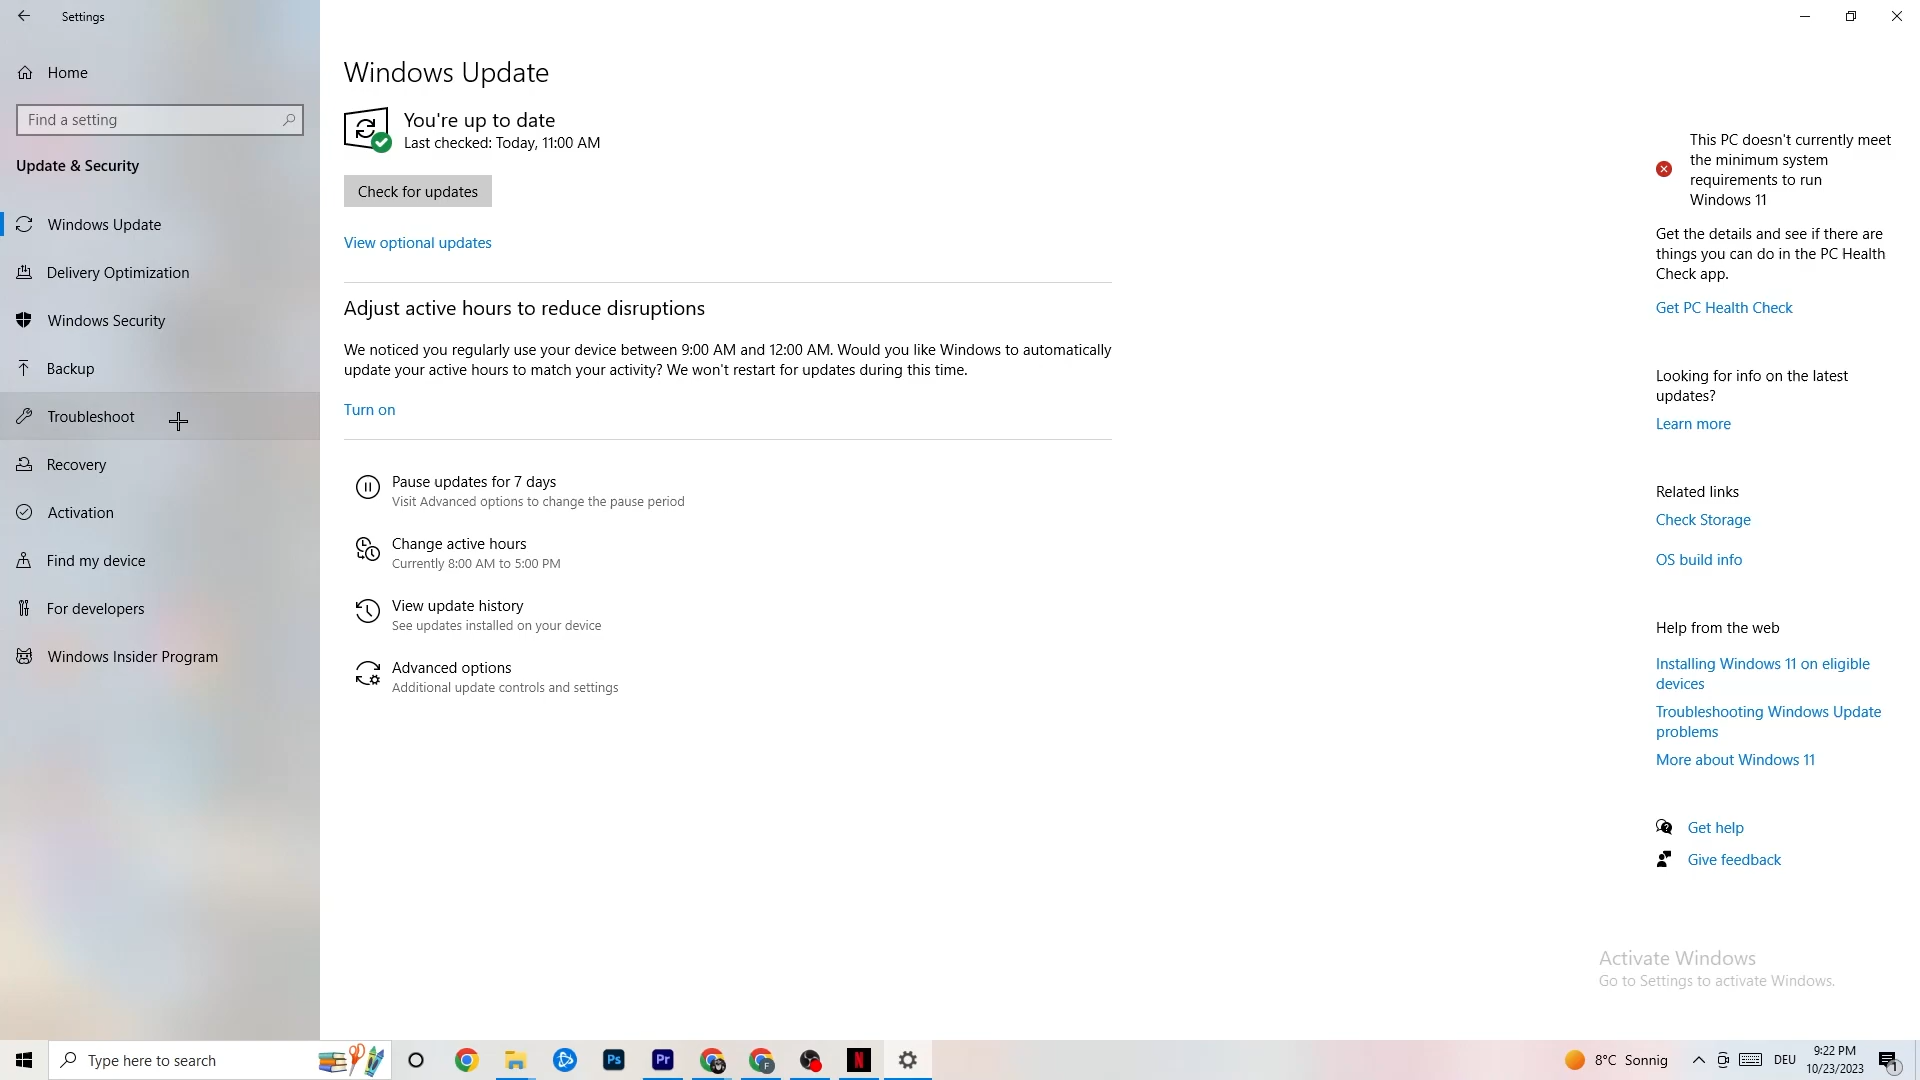 Settings
Home
Find a setting
Update & Security
Windows Update
Delivery Optimization
Windows Security
Backup
Troubleshoot
Recovery
Activation
Find my device
For developers
Windows Insider Program
Windows Update
You're up to date
Last checked: Today, 11:00 AM
Check for updates
View optional updates
Adjust active hours to reduce disruptions
We noticed you regularly use your device between 9:00 AM and 12:00 AM. Would you like Windows to automatically
update your active hours to match your activity? We won't restart for updates during this time.
Turn on
Pause updates for 7 days
Visit Advanced options to change the pause period
Change active hours
Currently 8:00 AM to 5:00 PM
View update history
See updates installed on your device
Advanced options
Additional update controls and settings
This PC doesn't currently meet
the minimum system
requirements to run
Windows 11
Get the details and see if there are
things you can do in the PC Health
Check app.
Get PC Health Check
Looking for info on the latest
updates?
Learn more
Related links
Check Storage
OS build info
Help from the web
Installing Windows 11 on eligible
devices
Troubleshooting Windows Update
problems
More about Windows 11
Get help
Give feedback
Activate Windows
Go to Settings to activate Windows.
Type here to search
Ps
Pr
F
N
8°C Sonnig
DEU
9:22 PM
10/23/2023
1